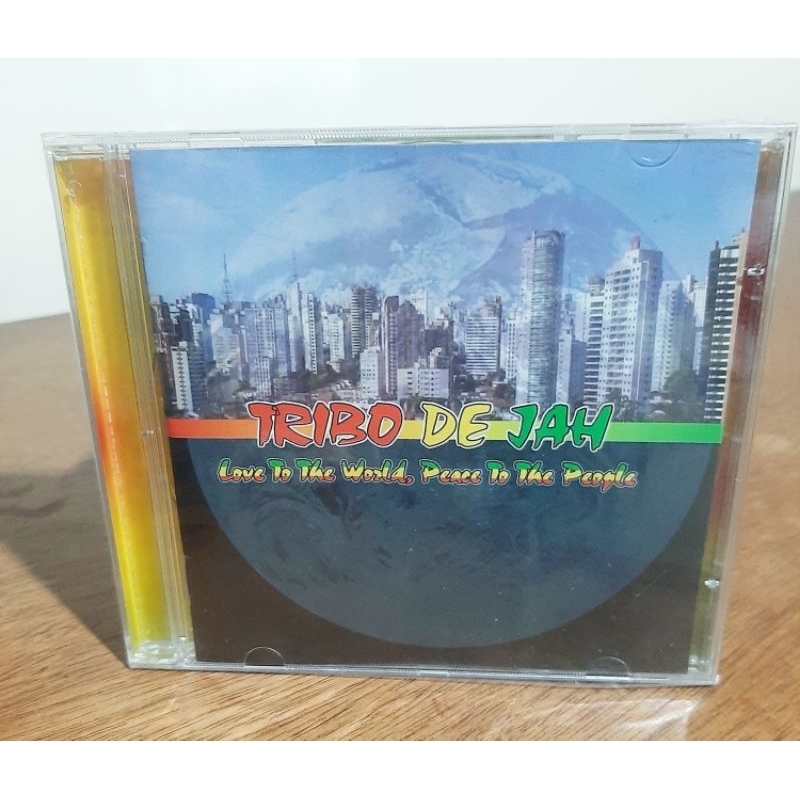 TRIBO DE JAH
Love To The World, Peace To The People